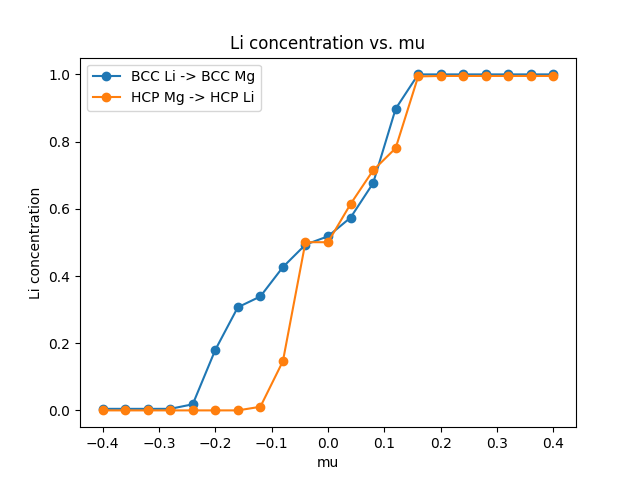 Li concentration vs. mu
BCC Li -> BCC Mg
HCP Mg -> HCP Li
Li concentration
1.0
0.8
0.6
0.4
0.2
0.0
−0.4 −0.3 −0.2 −0.1 0.0 0.1 0.2 0.3 0.4
mu